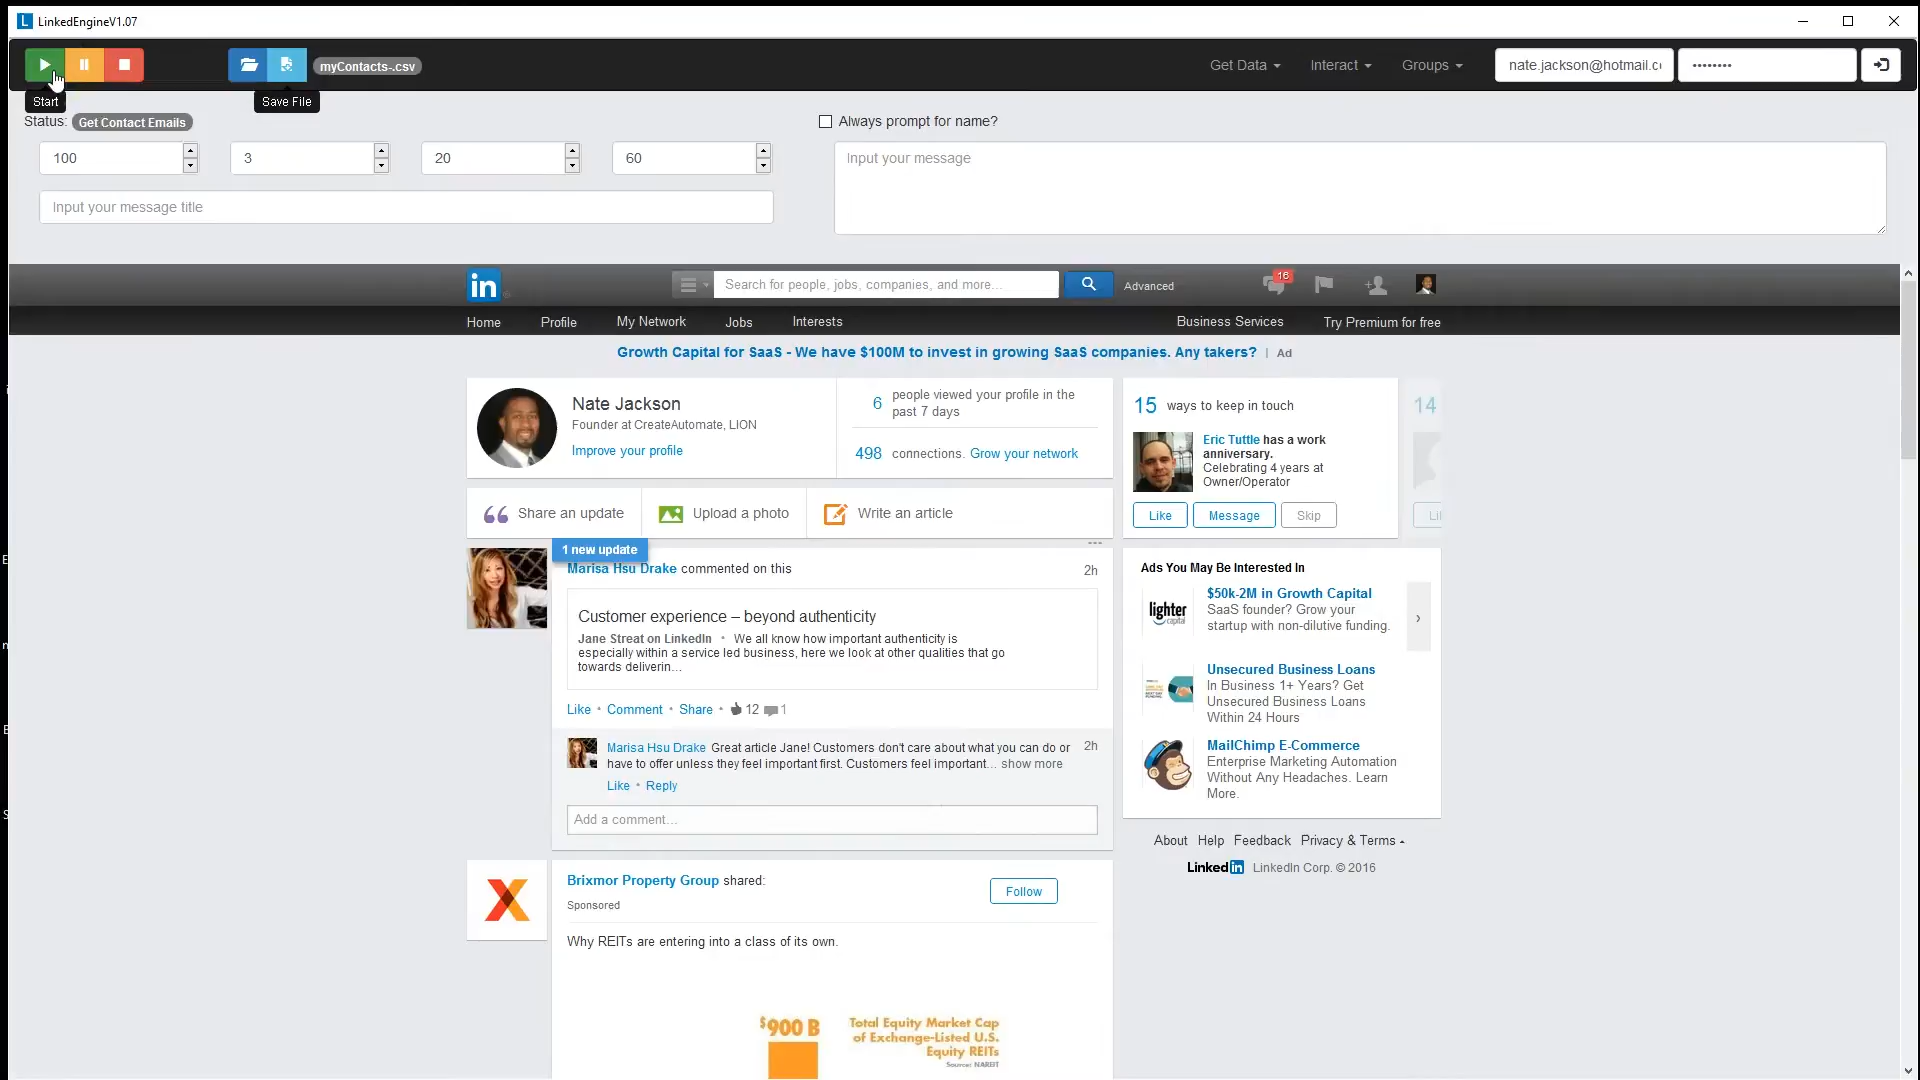 LinkedEngineV1.07
myContacts-.csv
Get Data
Interact
Groups
nate.jackson@hotmail.c
••••••••
Start
Save File
Status: Get Contact Emails
Always prompt for name?
100
3
20
60
Input your message
Input your message title
in
Search for people, jobs, companies, and more...
Advanced
16
Home
Profile
My Network
Jobs
Interests
Business Services
Try Premium for free
Growth Capital for SaaS - We have $100M to invest in growing SaaS companies. Any takers? | Ad
Nate Jackson
Founder at CreateAutomate, LION
Improve your profile
6 people viewed your profile in the
past 7 days
498 connections. Grow your network
15 ways to keep in touch
14
Eric Tuttle has a work
anniversary.
Celebrating 4 years at
Owner/Operator
Like
Message
Skip
Share an update
Upload a photo
Write an article
1 new update
Marisa Hsu Drake commented on this
2h
Customer experience – beyond authenticity
Jane Streat on LinkedIn • We all know how important authenticity is
especially within a service led business, here we look at other qualities that go
towards deliverin...
Like • Comment • Share • 12 1
Marisa Hsu Drake Great article Jane! Customers don't care about what you can do or
have to offer unless they feel important first. Customers feel important... show more
2h
Like • Reply
Add a comment...
Ads You May Be Interested In
lighter
capital
$50k-2M in Growth Capital
SaaS founder? Grow your
startup with non-dilutive funding.
Unsecured Business Loans
In Business 1+ Years? Get
Unsecured Business Loans
Within 24 Hours
MailChimp E-Commerce
Enterprise Marketing Automation
Without Any Headaches. Learn
More.
About Help Feedback Privacy & Terms
Linked in LinkedIn Corp. © 2016
Brixmor Property Group shared:
Sponsored
Follow
Why REITs are entering into a class of its own.
$900 B
Total Equity Market Cap
of Exchange-Listed U.S.
Equity REITs
Source: NAREIT